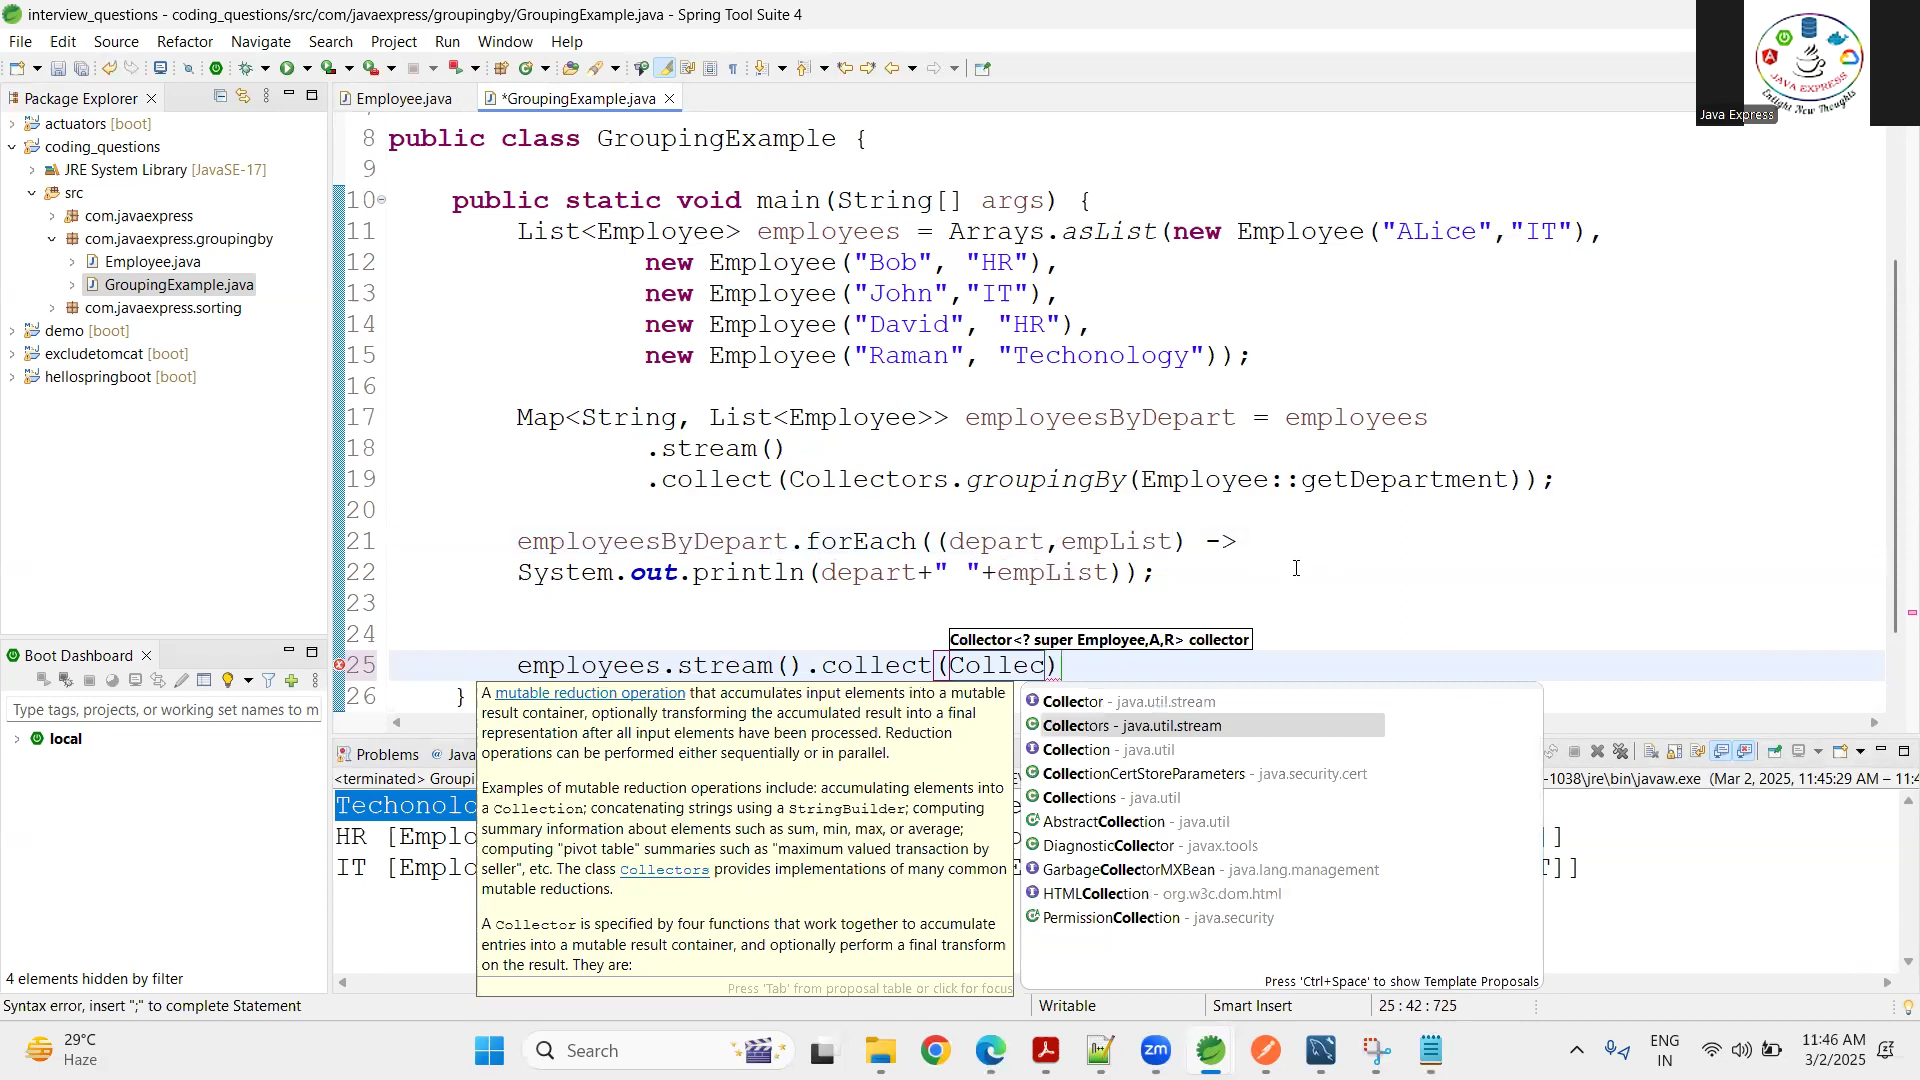 interview_questions - coding_questions/src/com/javaexpress/groupingby/GroupingExample.java - Spring Tool Suite 4
File Edit Source Refactor Navigate Search Project Run Window Help
JAVA EXPRESS
Enlight New Thoughts
Java Express
Package Explorer
Employee.java
*GroupingExample.java
actuators [boot]
coding_questions
JRE System Library [JavaSE-17]
src
com.javaexpress
com.javaexpress.groupingby
Employee.java
GroupingExample.java
com.javaexpress.sorting
demo [boot]
excludetomcat [boot]
hellospringboot [boot]
8 public class GroupingExample {
9
10 public static void main(String[] args) {
11 List<Employee> employees = Arrays.asList(new Employee("ALice","IT"),
12 new Employee("Bob", "HR"),
13 new Employee("John","IT"),
14 new Employee("David", "HR"),
15 new Employee("Raman", "Techonology"));
16
17 Map<String, List<Employee>> employeesByDepart = employees
18 .stream()
19 .collect(Collectors.groupingBy(Employee::getDepartment));
20
21 employeesByDepart.forEach((depart,empList) ->
22 System.out.println(depart+" "+empList));
23
24
Collector<? super Employee,A,R> collector
25 employees.stream().collect(Collec)
26 }
A mutable reduction operation that accumulates input elements into a mutable
result container, optionally transforming the accumulated result into a final
representation after all input elements have been processed. Reduction
operations can be performed either sequentially or in parallel.
Examples of mutable reduction operations include: accumulating elements into
a Collection; concatenating strings using a StringBuilder; computing
summary information about elements such as sum, min, max, or average;
computing "pivot table" summaries such as "maximum valued transaction by
seller", etc. The class Collectors provides implementations of many common
mutable reductions.
A Collector is specified by four functions that work together to accumulate
entries into a mutable result container, and optionally perform a final transform
on the result. They are:
Press 'Tab' from proposal table or click for focus
Collector - java.util.stream
Collectors - java.util.stream
Collection - java.util
CollectionCertStoreParameters - java.security.cert
Collections - java.util
AbstractCollection - java.util
DiagnosticCollector - javax.tools
GarbageCollectorMXBean - java.lang.management
HTMLCollection - org.w3c.dom.html
PermissionCollection - java.security
Press 'Ctrl+Space' to show Template Proposals
Boot Dashboard
Type tags, projects, or working set names to m
local
4 elements hidden by filter
Problems @ Java
<terminated> Groupi
-1038\jre\bin\javaw.exe (Mar 2, 2025, 11:45:29 AM – 11:4
Techonolo
HR [Emplo
]]
IT [Emplo
T]]
Syntax error, insert ";" to complete Statement
Writable
Smart Insert
25 : 42 : 725
29°C
Haze
Search
zm
ENG
IN
11:46 AM
3/2/2025